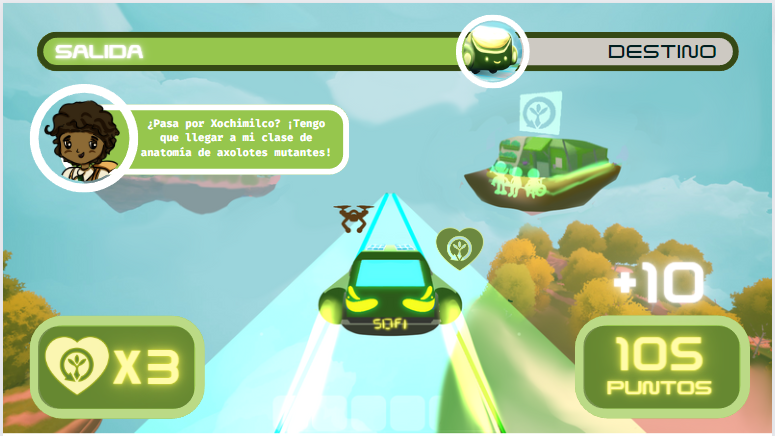 SALIDA
DESTINO
¿Pasa por Xochimilco? ¡Tengo
que llegar a mi clase de
anatomía de axolotes mutantes!
+10
SOFI
X3
105
PUNTOS